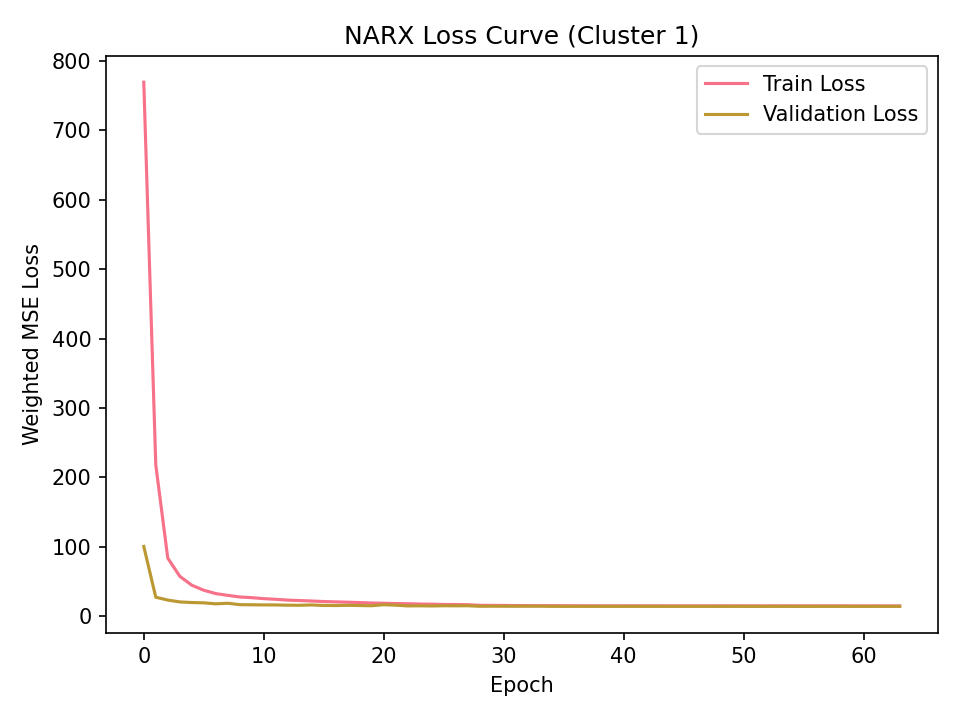 NARX Loss Curve (Cluster 1)
Train Loss
Validation Loss
Weighted MSE Loss
800
700
600
500
400
300
200
100
0
0 10 20 30 40 50 60
Epoch